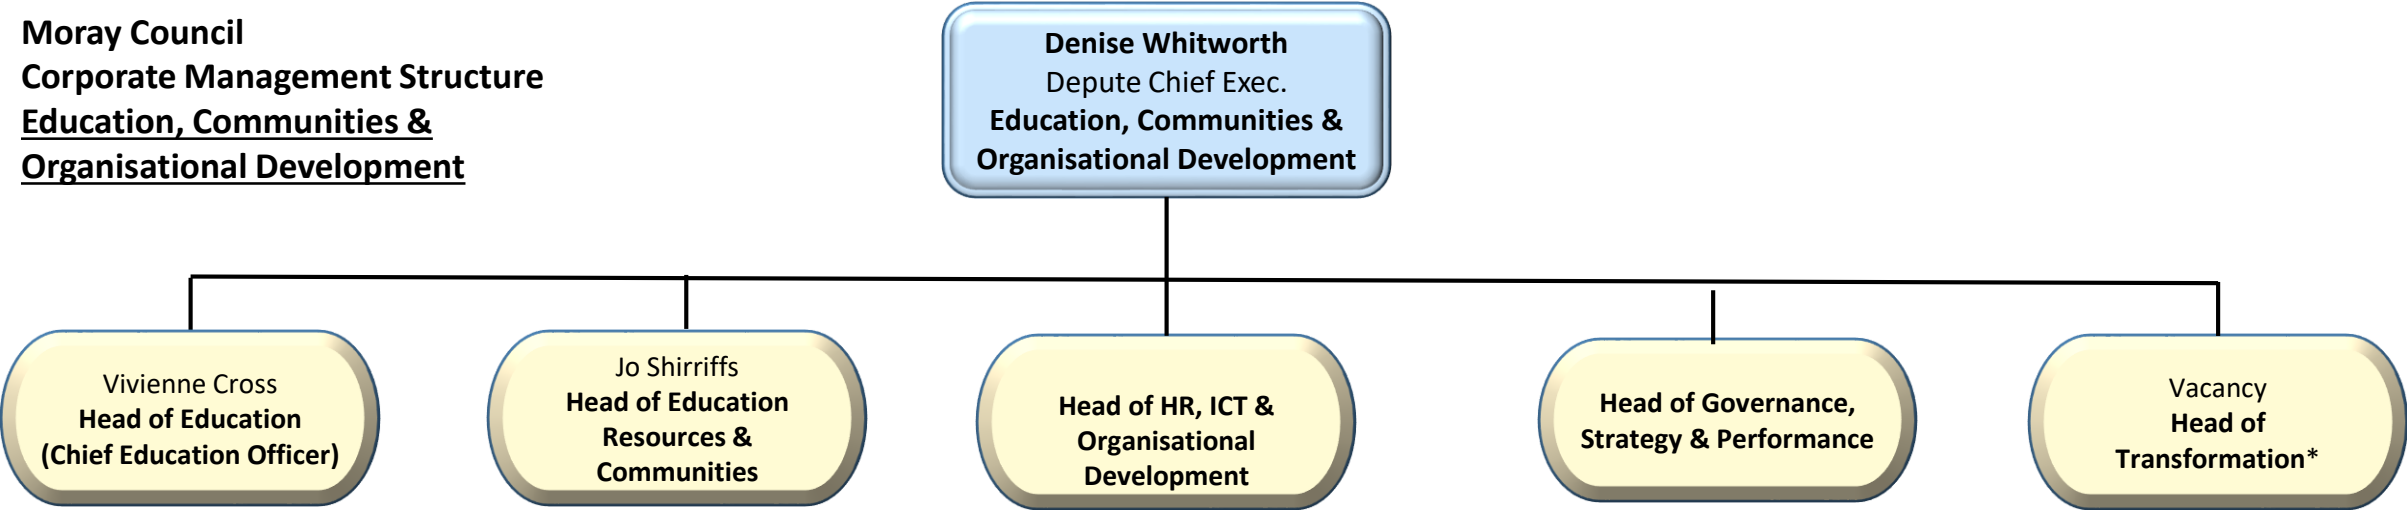 Moray Council
Corporate Management Structure
Education, Communities &
Organisational Development
Denise Whitworth
Depute Chief Exec.
Education, Communities &
Organisational Development
Vivienne Cross
Head of Education
(Chief Education Officer)
Jo Shirriffs
Head of Education
Resources &
Communities
Head of HR, ICT &
Organisational
Development
Head of Governance,
Strategy & Performance
Vacancy
Head of
Transformation*